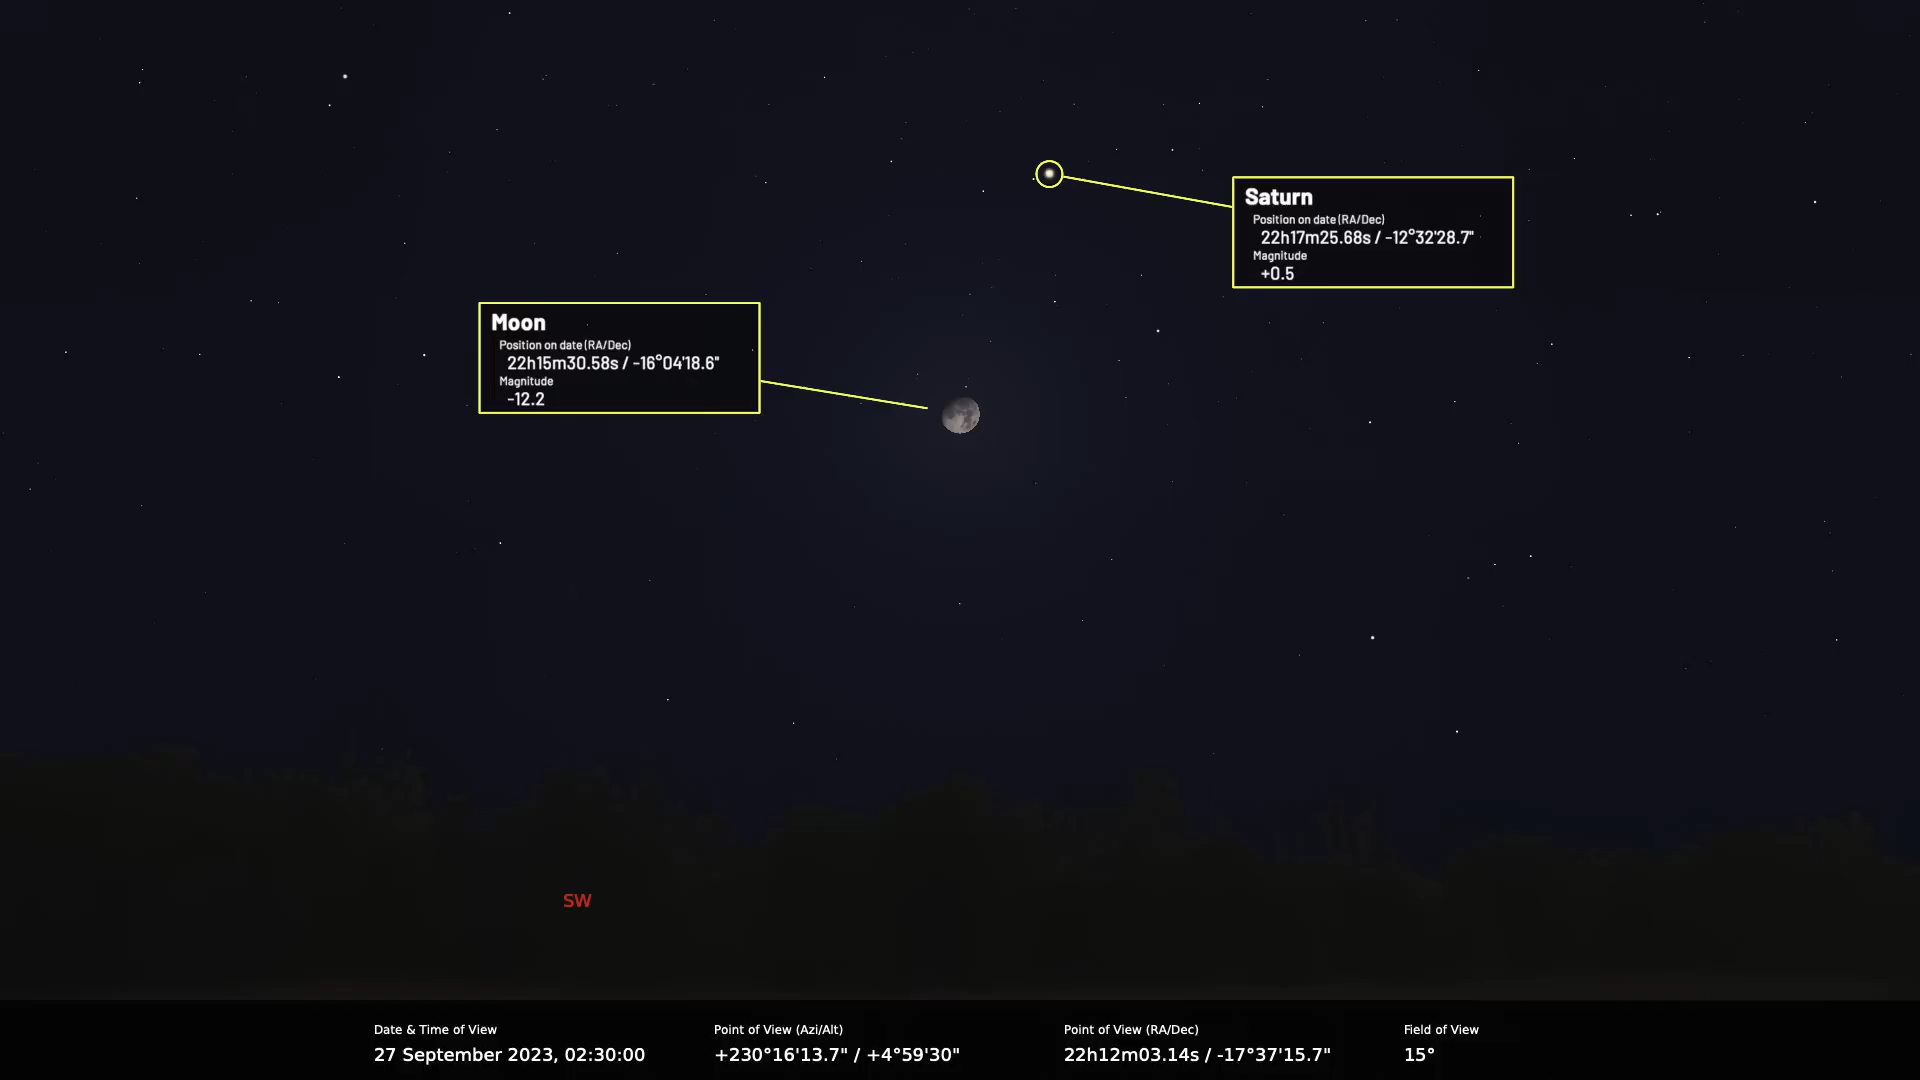 Saturn
Position on date (RA/Dec)
22h17m25.68s / -12°32'28.7"
Magnitude
+0.5
Moon
Position on date (RA/Dec)
22h15m30.58s / -16°04'18.6"
Magnitude
-12.2
SW
Date & Time of View
27 September 2023, 02:30:00
Point of View (Azi/Alt)
+230°16'13.7" / +4°59'30"
Point of View (RA/Dec)
22h12m03.14s / -17°37'15.7"
Field of View
15°